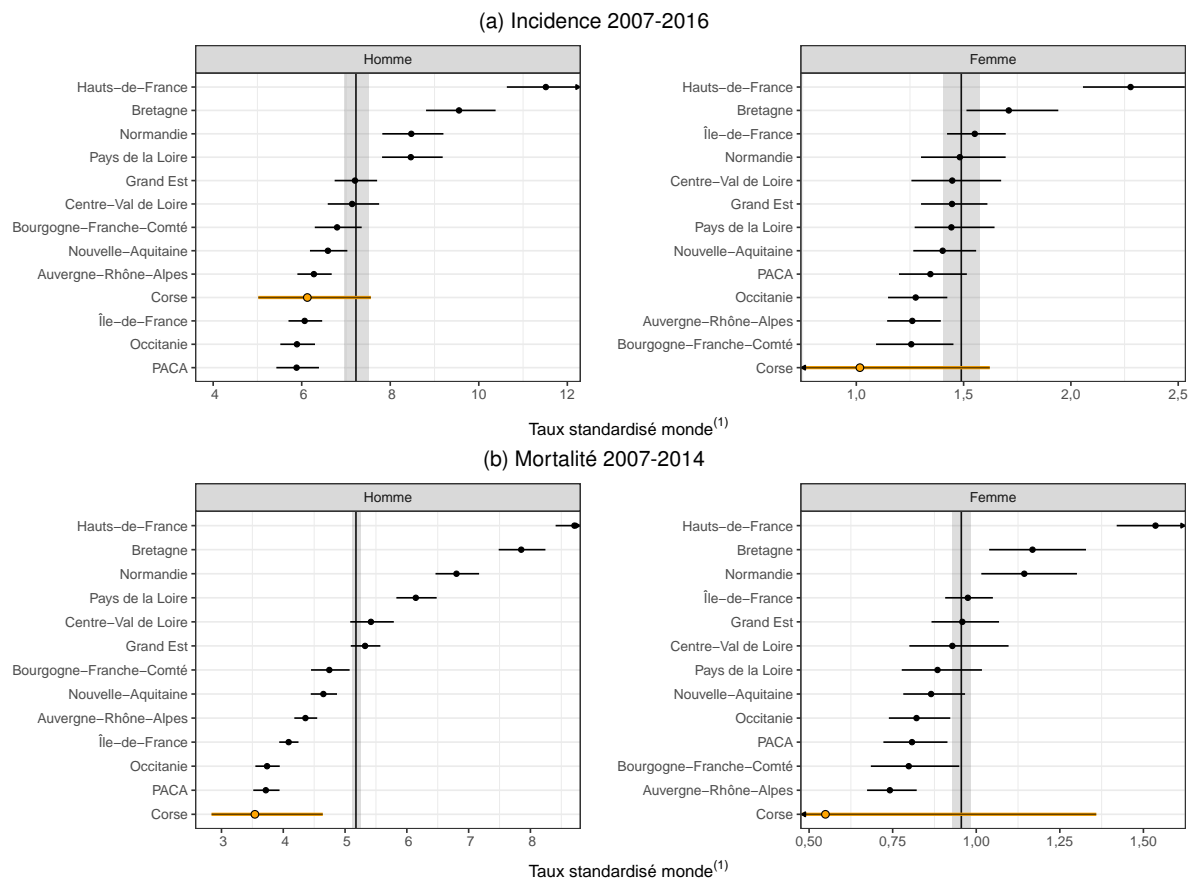 (a) Incidence 2007-2016
Homme
Hauts−de−France
Bretagne
Normandie
Pays de la Loire
Grand Est
Centre−Val de Loire
Bourgogne−Franche−Comté
Nouvelle−Aquitaine
Auvergne−Rhône−Alpes
Corse
Île−de−France
Occitanie
PACA
4 6 8 10 12
Femme
Hauts−de−France
Bretagne
Île−de−France
Normandie
Centre−Val de Loire
Grand Est
Pays de la Loire
Nouvelle−Aquitaine
PACA
Occitanie
Auvergne−Rhône−Alpes
Bourgogne−Franche−Comté
Corse
1,0 1,5 2,0 2,5
Taux standardisé monde(1)
(b) Mortalité 2007-2014
Homme
Hauts−de−France
Bretagne
Normandie
Pays de la Loire
Centre−Val de Loire
Grand Est
Bourgogne−Franche−Comté
Nouvelle−Aquitaine
Auvergne−Rhône−Alpes
Île−de−France
Occitanie
PACA
Corse
3 4 5 6 7 8
Femme
Hauts−de−France
Bretagne
Normandie
Île−de−France
Grand Est
Centre−Val de Loire
Pays de la Loire
Nouvelle−Aquitaine
Occitanie
PACA
Bourgogne−Franche−Comté
Auvergne−Rhône−Alpes
Corse
0,50 0,75 1,00 1,25 1,50
Taux standardisé monde(1)